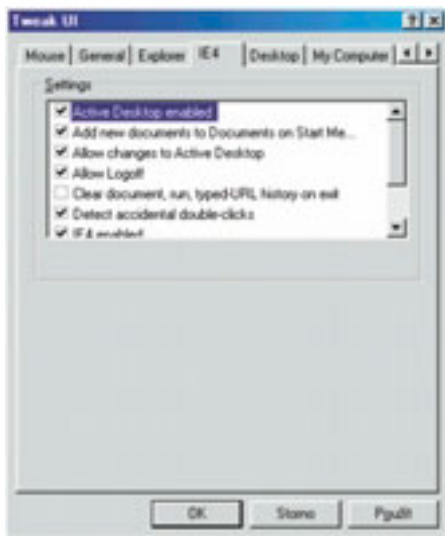 Tweak UI
Mouse General Explorer IE4 Desktop My Computer
Settings
Active Desktop enabled
Add new documents to Documents on Start Me...
Allow changes to Active Desktop
Allow Logoff
Clear document, run, typed-URL history on exit
Detect accidental double-clicks
IE4 enabled
OK Storno Použít